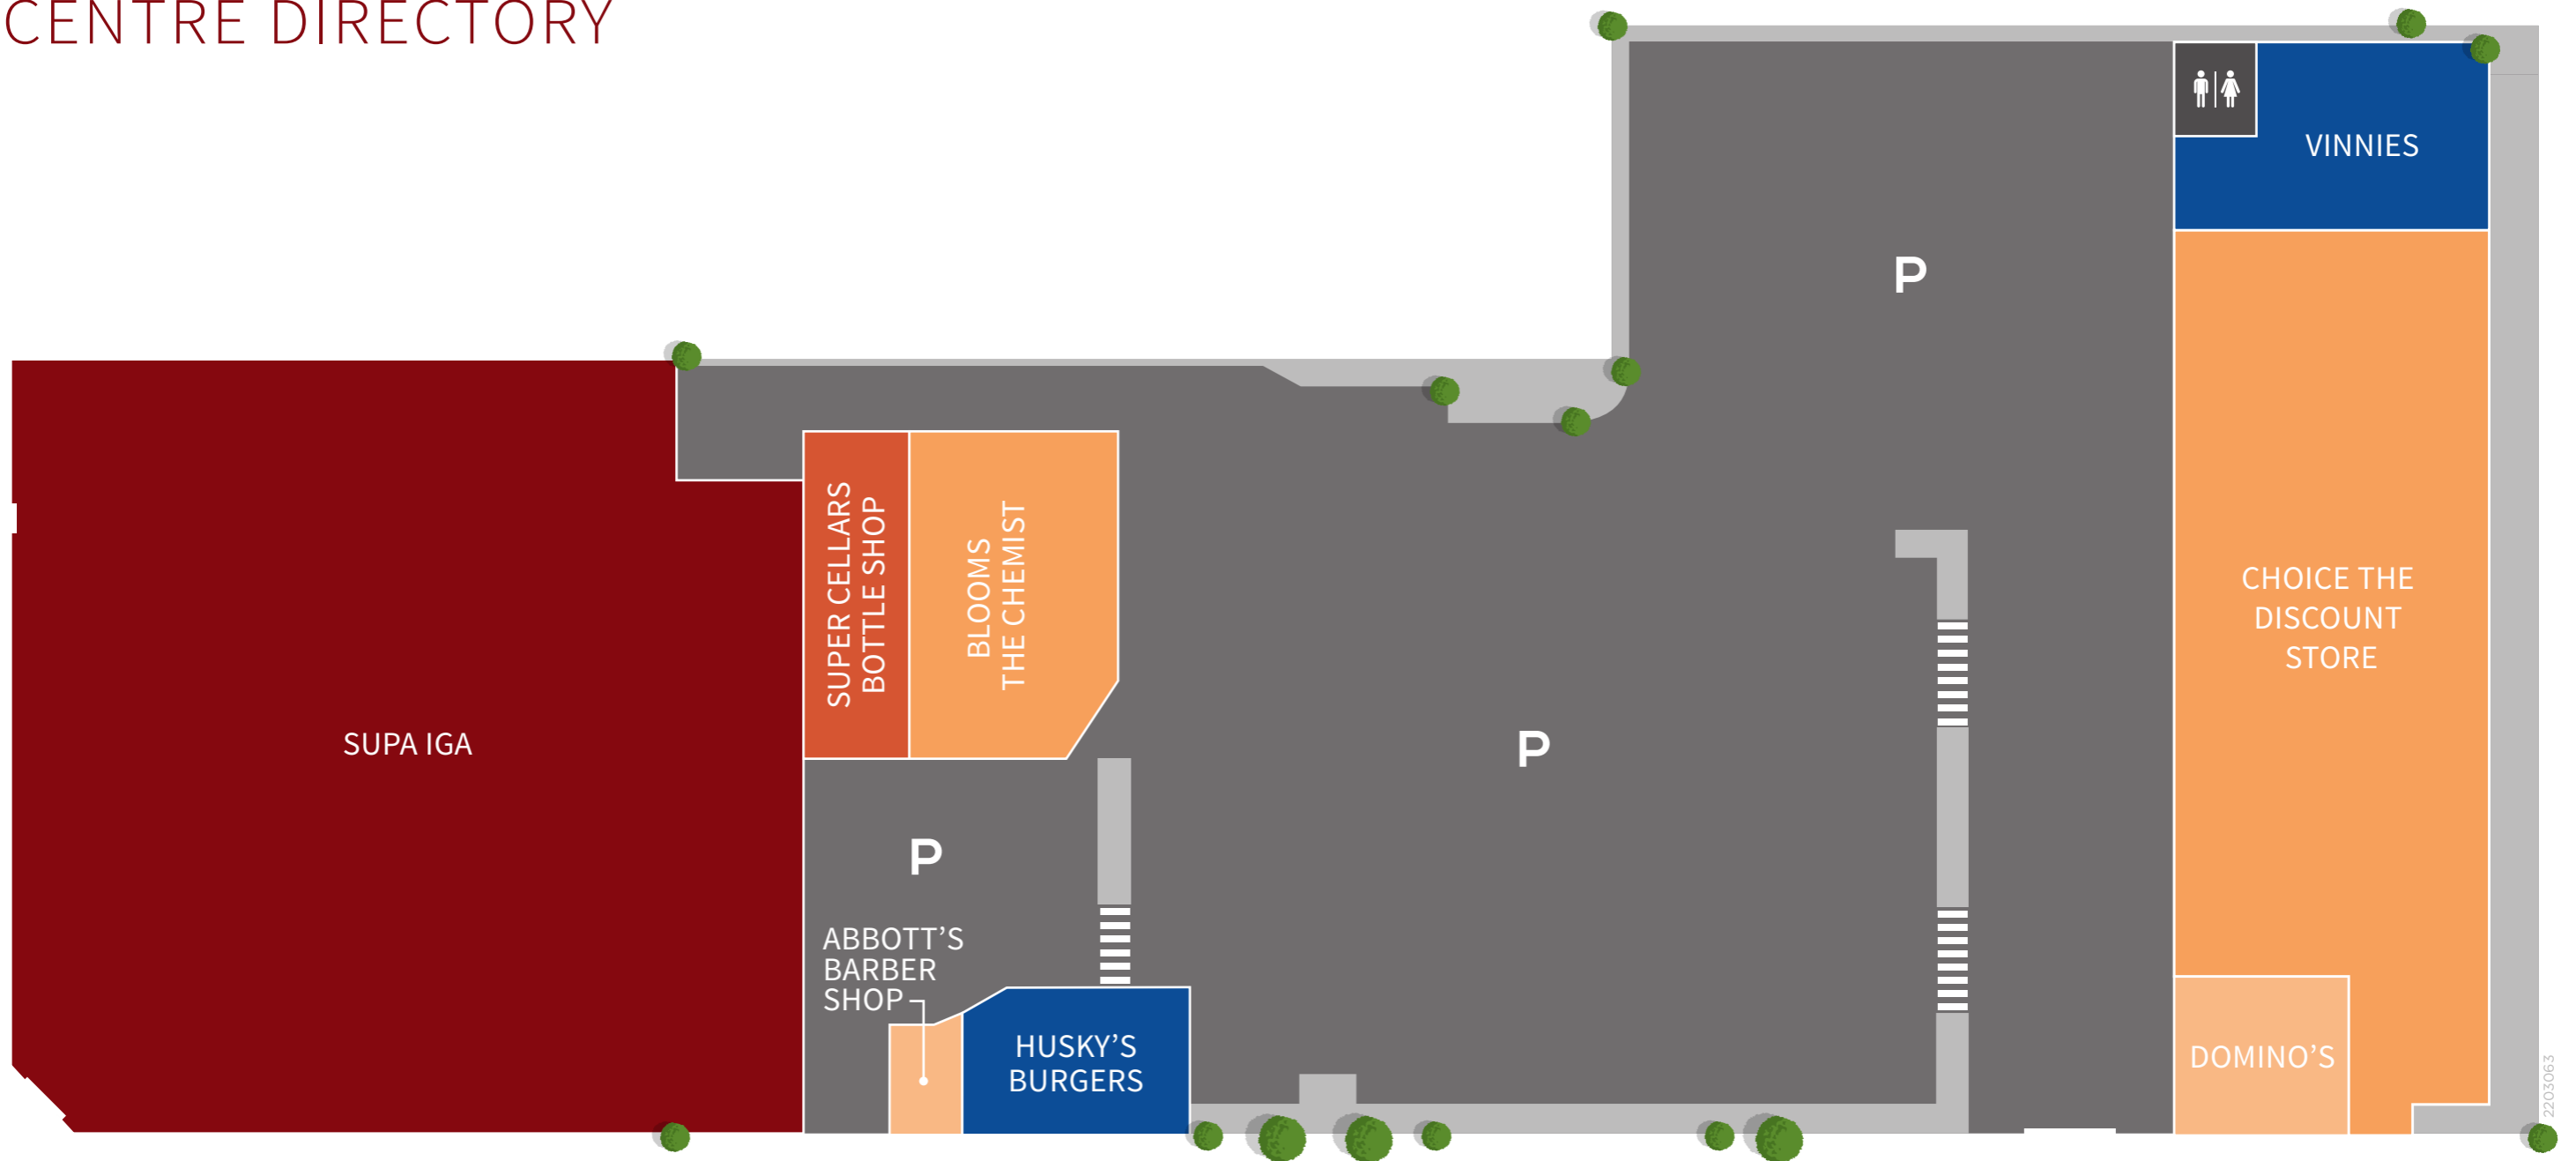 CENTRE DIRECTORY
VINNIES
P
SUPER CELLARS
BOTTLE SHOP
BLOOMS
THE CHEMIST
CHOICE THE
DISCOUNT
STORE
SUPA IGA
P
P
ABBOTT’S
BARBER
SHOP
HUSKY’S
BURGERS
DOMINO’S
2203063